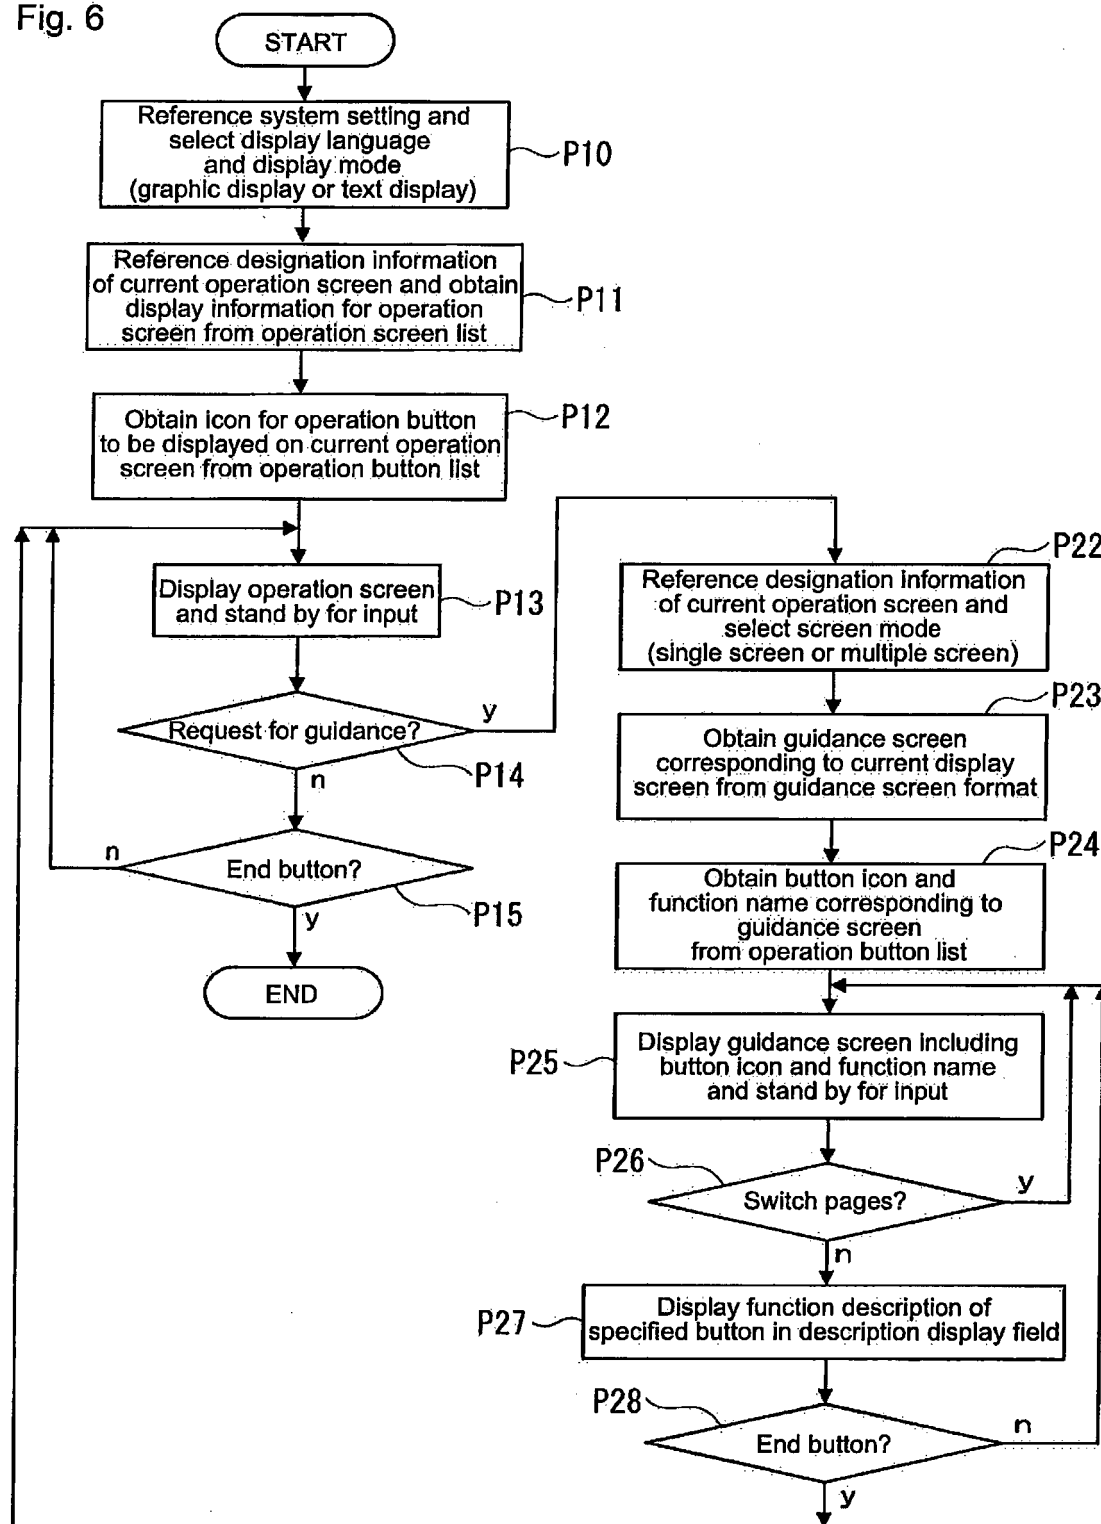 Fig. 6
START
Reference system setting and
select display language
and display mode
(graphic display or text display)
P10
Reference designation information
of current operation screen and obtain
display information for operation
screen from operation screen list
P11
Obtain icon for operation button
to be displayed on current operation
screen from operation button list
P12
Display operation screen
and stand by for input
P13
Request for guidance?
y
P14
n
End button?
n
P15
y
END
P22
Reference designation information
of current operation screen and
select screen mode
(single screen or multiple screen)
P23
Obtain guidance screen
corresponding to current display
screen from guidance screen format
P24
Obtain button icon and
function name corresponding to
guidance screen
from operation button list
P25
Display guidance screen including
button icon and function name
and stand by for input
P26
Switch pages?
y
n
P27
Display function description of
specified button in description display field
P28
End button?
n
y